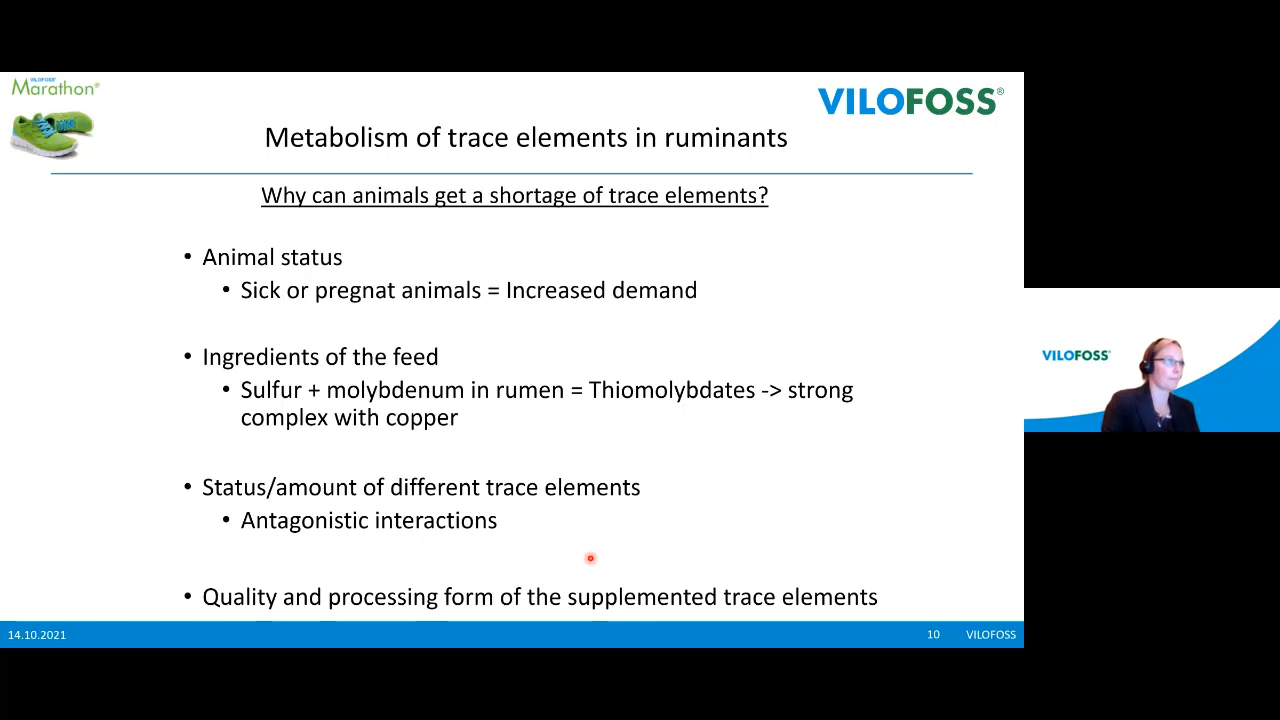 VILOFOSS
Marathon®
VILOFOSS®
Metabolism of trace elements in ruminants
Why can animals get a shortage of trace elements?
• Animal status
• Sick or pregnat animals = Increased demand
• Ingredients of the feed
• Sulfur + molybdenum in rumen = Thiomolybdates -> strong
complex with copper
• Status/amount of different trace elements
• Antagonistic interactions
• Quality and processing form of the supplemented trace elements
14.10.2021
10
VILOFOSS
VILOFOSS®